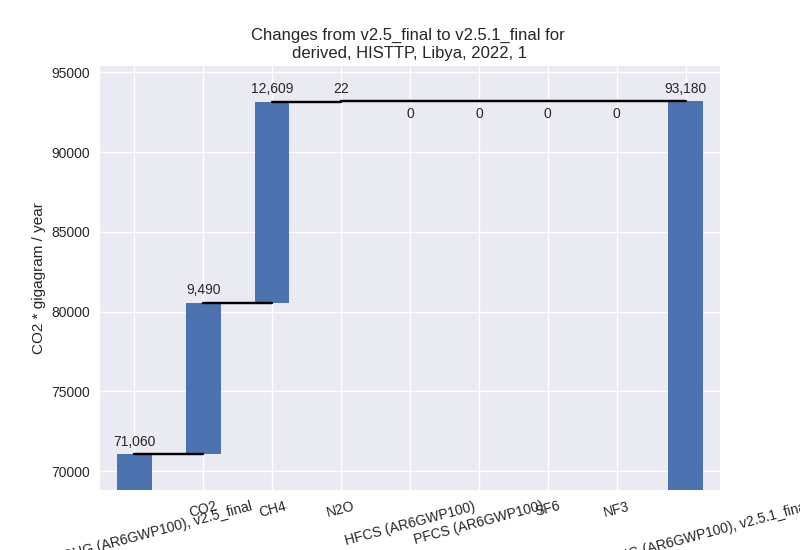 Changes from v2.5_final to v2.5.1_final for
derived, HISTTP, Libya, 2022, 1
CO2 * gigagram / year
95000
90000
85000
80000
75000
70000
71,060
9,490
12,609
22
0
0
0
0
93,180
(AR6GWP100), v2.5_final
CO2
CH4
N2O
HFCS (AR6GWP100)
PFCS (AR6GWP100)
SF6
NF3
(AR6GWP100), v2.5.1_fina